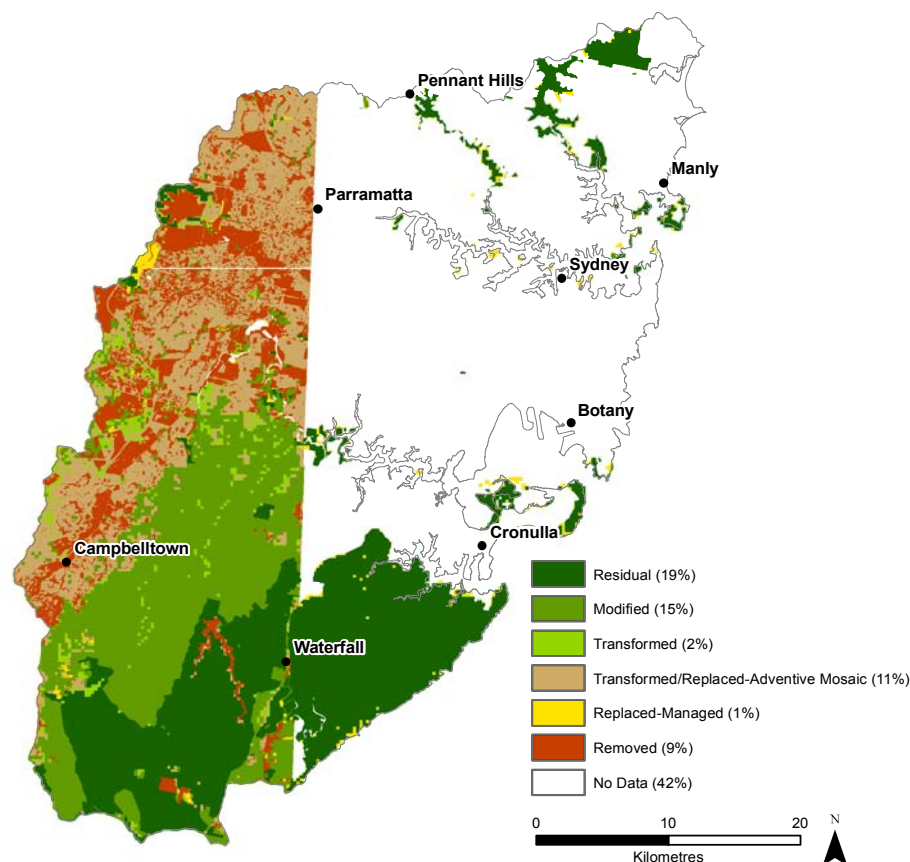 Pennant Hills
Manly
Parramatta
Sydney
Botany
Cronulla
Campbelltown
Waterfall
Residual (19%)
Modified (15%)
Transformed (2%)
Transformed/Replaced-Adventive Mosaic (11%)
Replaced-Managed (1%)
Removed (9%)
No Data (42%)
N
0 10 20
Kilometres